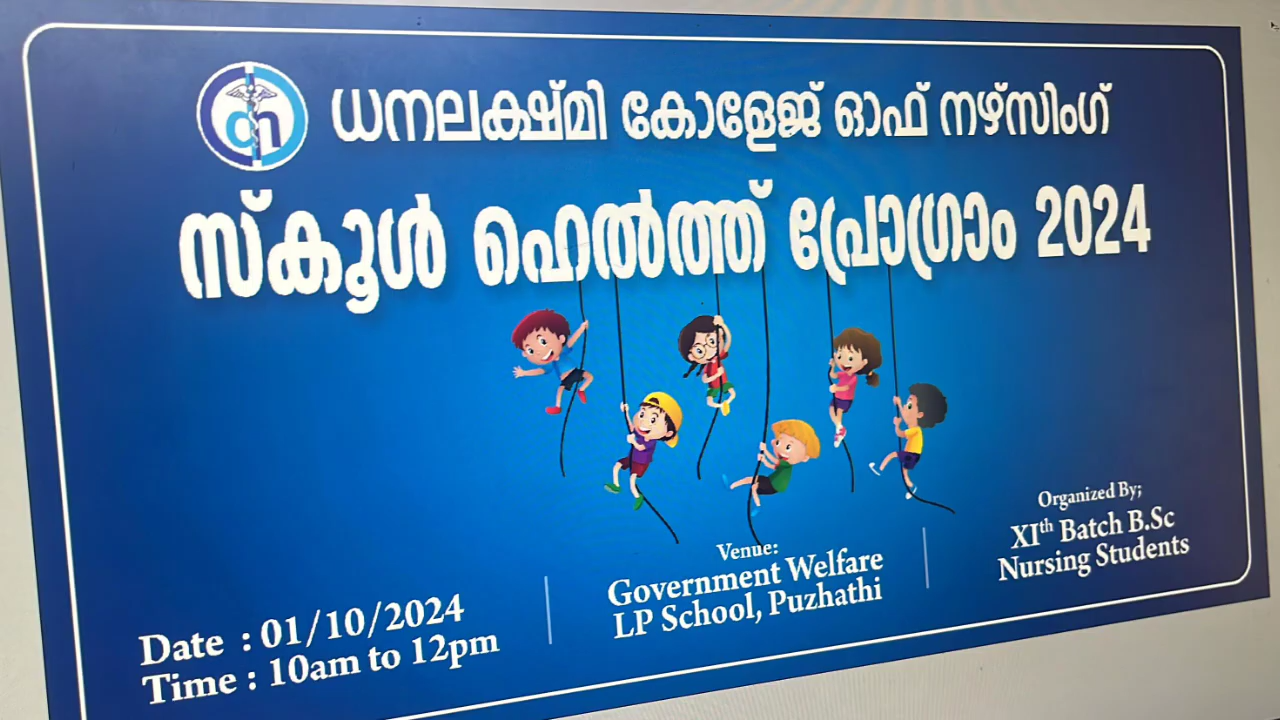 ധനലക്ഷ്മി കോളേജ് ഓഫ് നഴ്സിംഗ്
സ്കൂൾ ഹെൽത്ത് പ്രോഗ്രാം 2024
Date : 01/10/2024
Time : 10am to 12pm
Venue:
Government Welfare
LP School, Puzhathi
Organized By;
XIth Batch B.Sc
Nursing Students